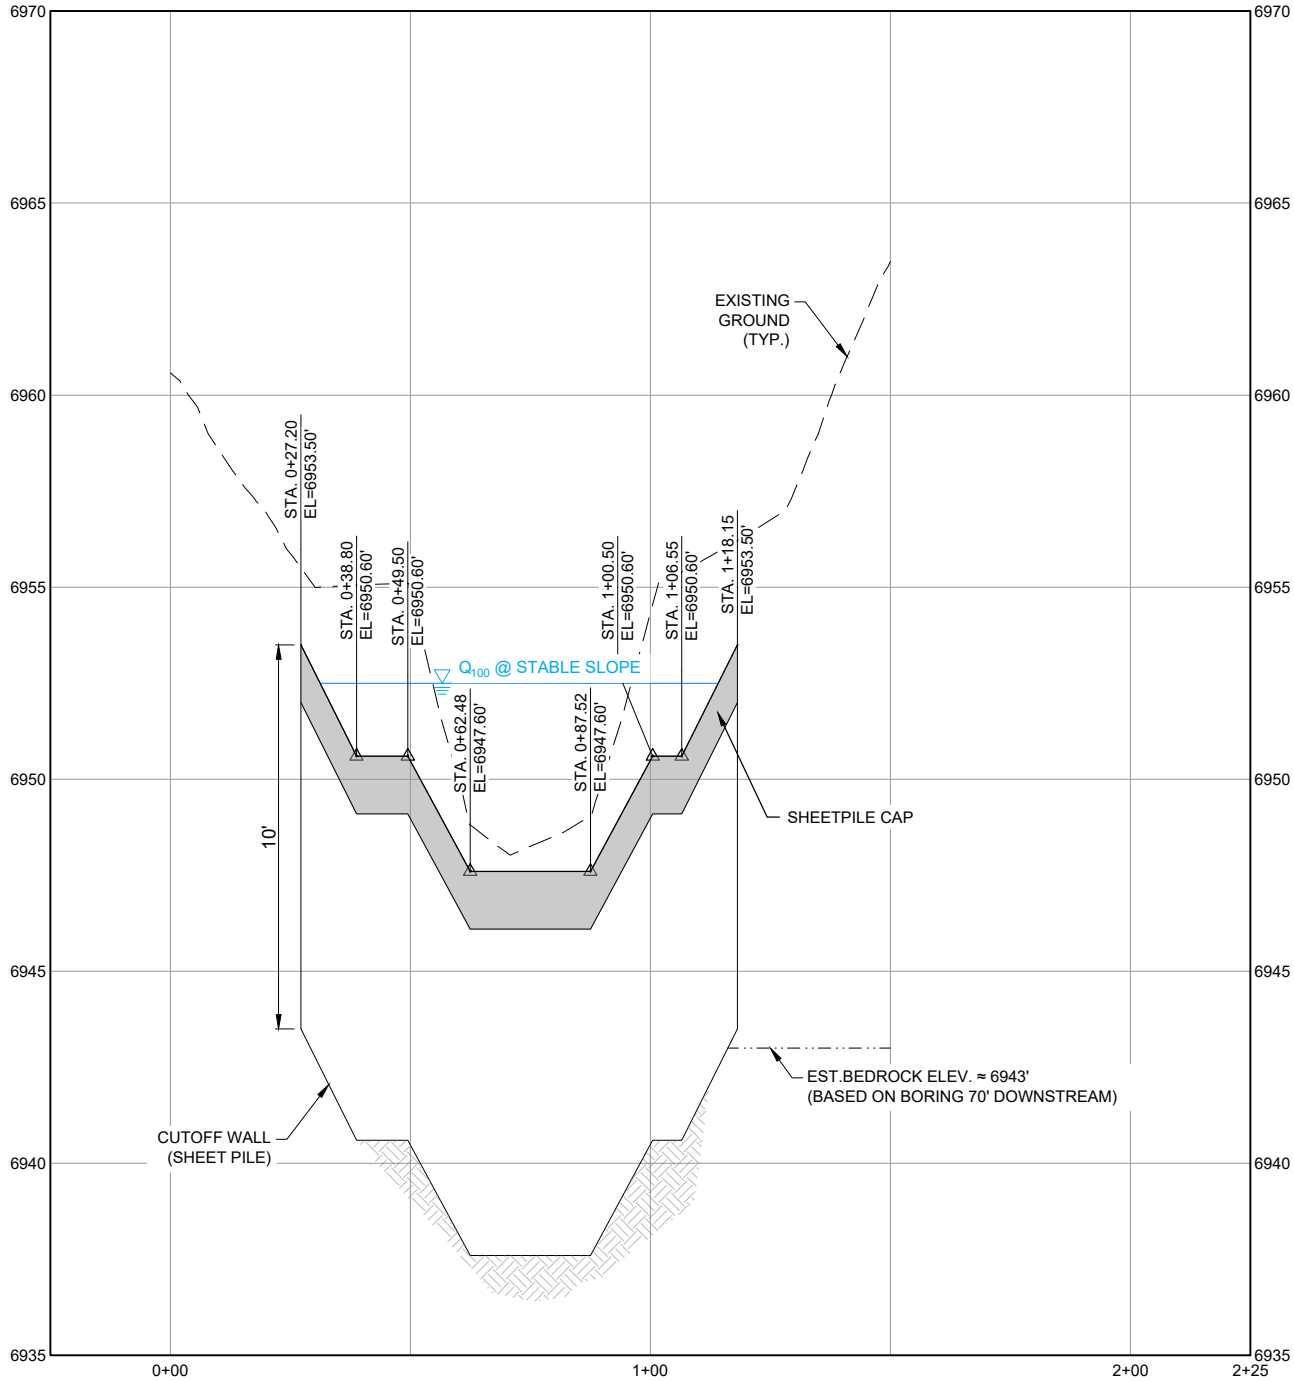 6970
6970
6965
6965
EXISTING
GROUND
(TYP.)
6960
6960
STA. 0+27.20
EL=6953.50'
STA. 0+38.80
EL=6950.60'
STA. 0+49.50
EL=6950.60'
STA. 1+00.50
EL=6950.60'
STA. 1+06.55
EL=6950.60'
STA. 1+18.15
EL=6953.50'
6955
6955
Q100 @ STABLE SLOPE
STA. 0+62.48
EL=6947.60'
STA. 0+87.52
EL=6947.60'
6950
6950
SHEETPILE CAP
10'
6945
6945
EST.BEDROCK ELEV. ≈ 6943'
(BASED ON BORING 70' DOWNSTREAM)
CUTOFF WALL
(SHEET PILE)
6940
6940
6935
6935
0+00
1+00
2+00
2+25